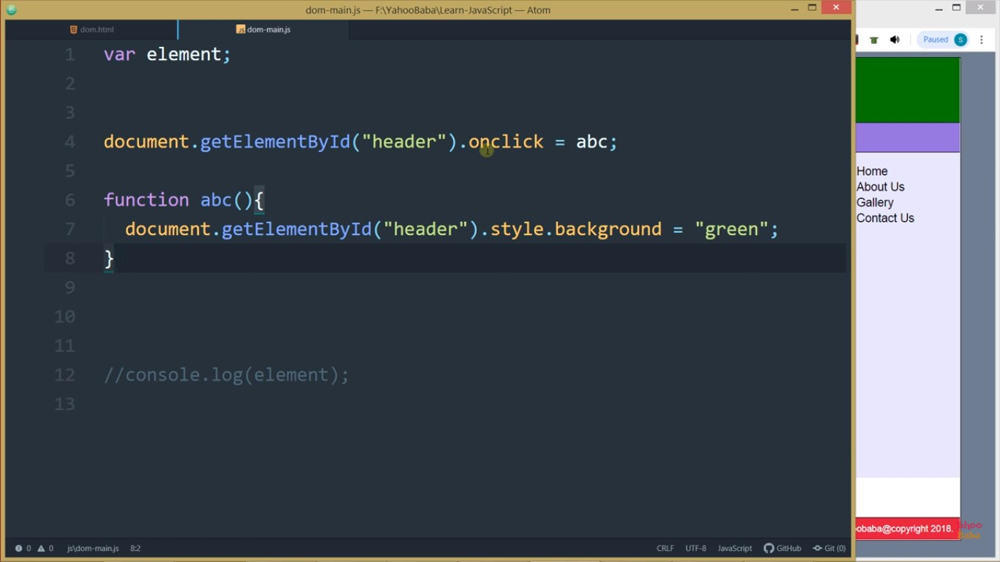 dom-main.js — F:\YahooBaba\Learn-JavaScript — Atom
dom.html
dom-main.js
1 var element;
2
3
4 document.getElementById("header").onclick = abc;
5
6 function abc(){
7 document.getElementById("header").style.background = "green";
8 }
9
10
11
12 //console.log(element);
13
0 0 js\dom-main.js 8:2 CRLF UTF-8 JavaScript GitHub Git (0)
Paused S
Home
About Us
Gallery
Contact Us
oobaba@copyright 2018.
Yahoo
Baba